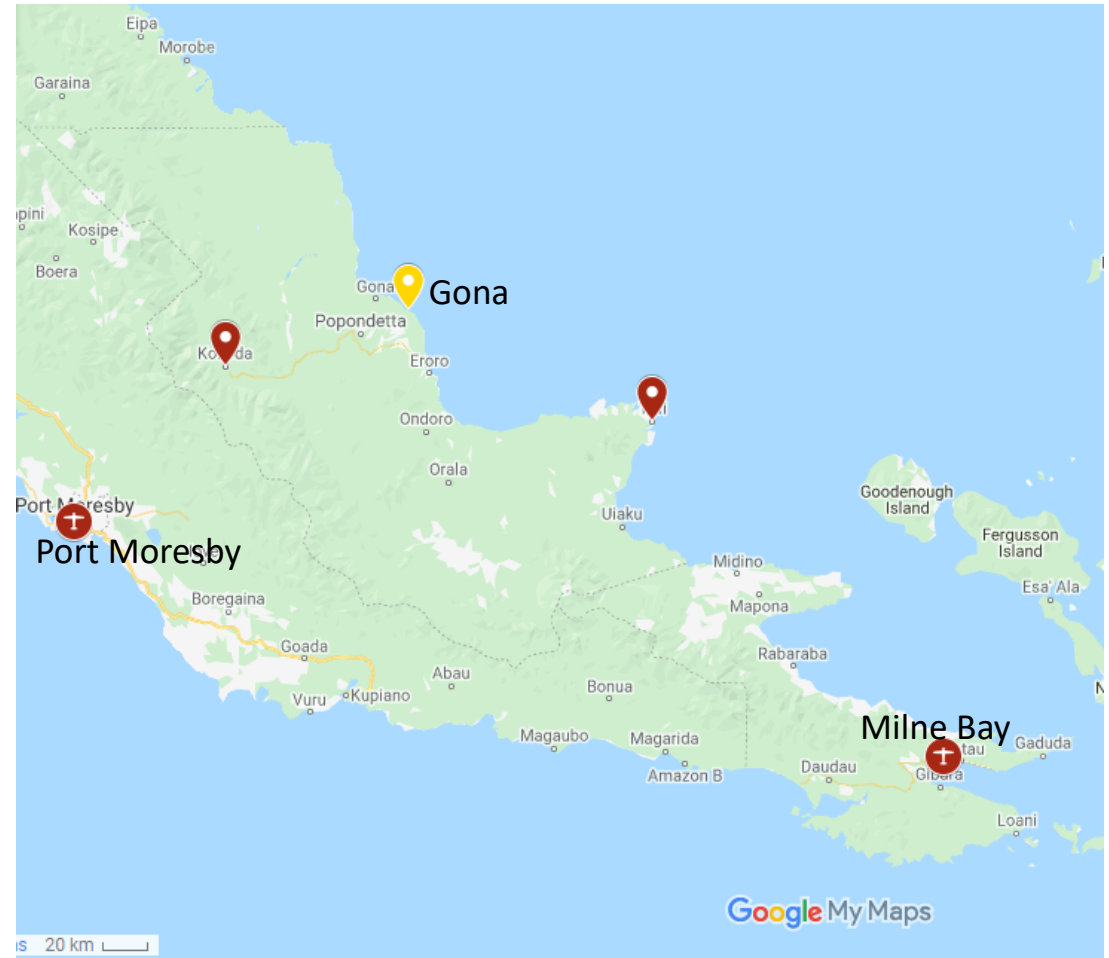 Eipa
Morobe
Garaina
Kosipe
Boera
Gona
Gona
Popondetta
Eroro
Ondoro
Orala
Port Moresby
Port Moresby
Goodenough
Island
Uiaku
Fergusson
Island
Midino
Esa' Ala
Mapona
Boregaina
Goada
Rabaraba
Abau
Bonua
Vuru
Kupiano
Magaubo
Magarida
Milne Bay
Gaduda
Daudau
Gibara
Amazon B
Loani
Google My Maps
20 km